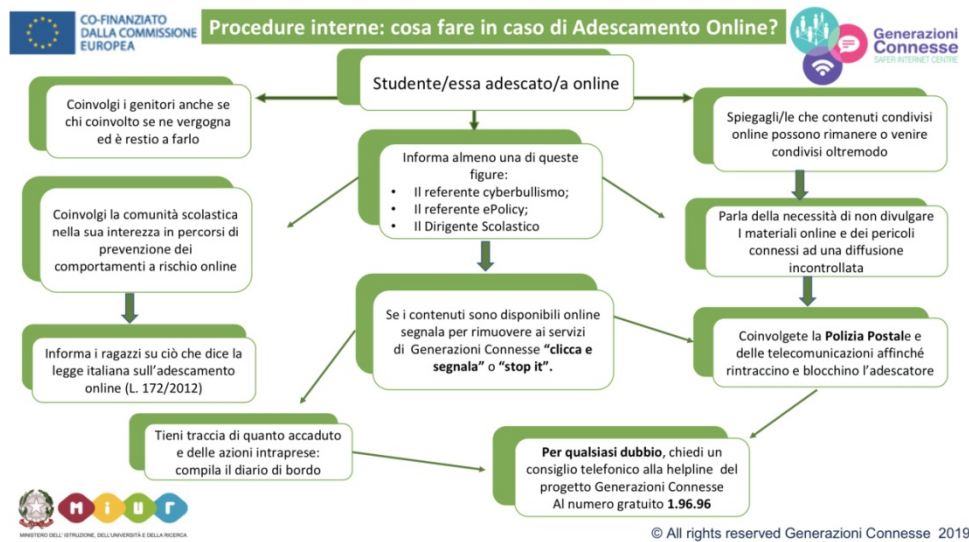 CO-FINANZIATO
DALLA COMMISSIONE
EUROPEA
Procedure interne: cosa fare in caso di Adescamento Online?
Generazioni
Connesse
SAFER INTERNET CENTRE
Studente/essa adescato/a online
Coinvolgi i genitori anche se
chi coinvolto se ne vergogna
ed è restio a farlo
Informa almeno una di queste
figure:
• Il referente cyberbullismo;
• Il referente ePolicy;
• Il Dirigente Scolastico
Spiegagli/le che contenuti condivisi
online possono rimanere o venire
condivisi oltremodo
Coinvolgi la comunità scolastica
nella sua interezza in percorsi di
prevenzione dei
comportamenti a rischio online
Parla della necessità di non divulgare
I materiali online e dei pericoli
connessi ad una diffusione
incontrollata
Se i contenuti sono disponibili online
segnala per rimuovere ai servizi
di Generazioni Connesse “clicca e
segnala” o “stop it”.
Informa i ragazzi su ciò che dice la
legge italiana sull’adescamento
online (L. 172/2012)
Coinvolgete la Polizia Postale e
delle telecomunicazioni affinché
rintraccino e blocchino l’adescatore
Tieni traccia di quanto accaduto
e delle azioni intraprese:
compila il diario di bordo
Per qualsiasi dubbio, chiedi un
consiglio telefonico alla helpline del
progetto Generazioni Connesse
Al numero gratuito 1.96.96
miur
MINISTERO DELL'ISTRUZIONE, DELL'UNIVERSITÀ E DELLA RICERCA
© All rights reserved Generazioni Connesse 2019